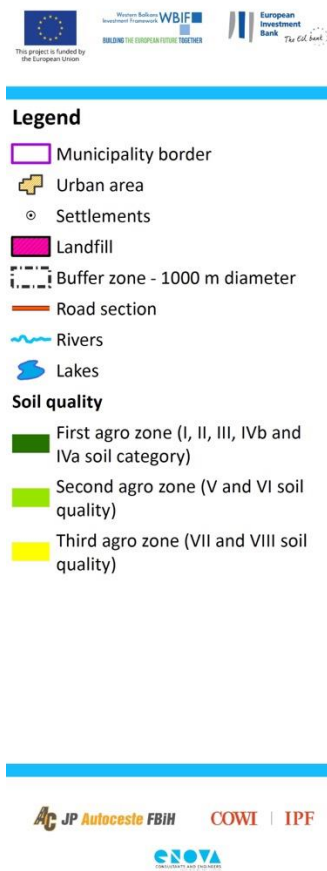 Western Balkans
Investment Framework WBIF
BUILDING THE EUROPEAN FUTURE TOGETHER
European
Investment
Bank The EU bank
This project is funded by
the European Union
Legend
Municipality border
Urban area
Settlements
Landfill
Buffer zone - 1000 m diameter
Road section
Rivers
Lakes
Soil quality
First agro zone (I, II, III, IVb and
IVa soil category)
Second agro zone (V and VI soil
quality)
Third agro zone (VII and VIII soil
quality)
AC JP Autoceste FBiH COWI | IPF
ENOVA
CONSULTANTS AND ENGINEERS